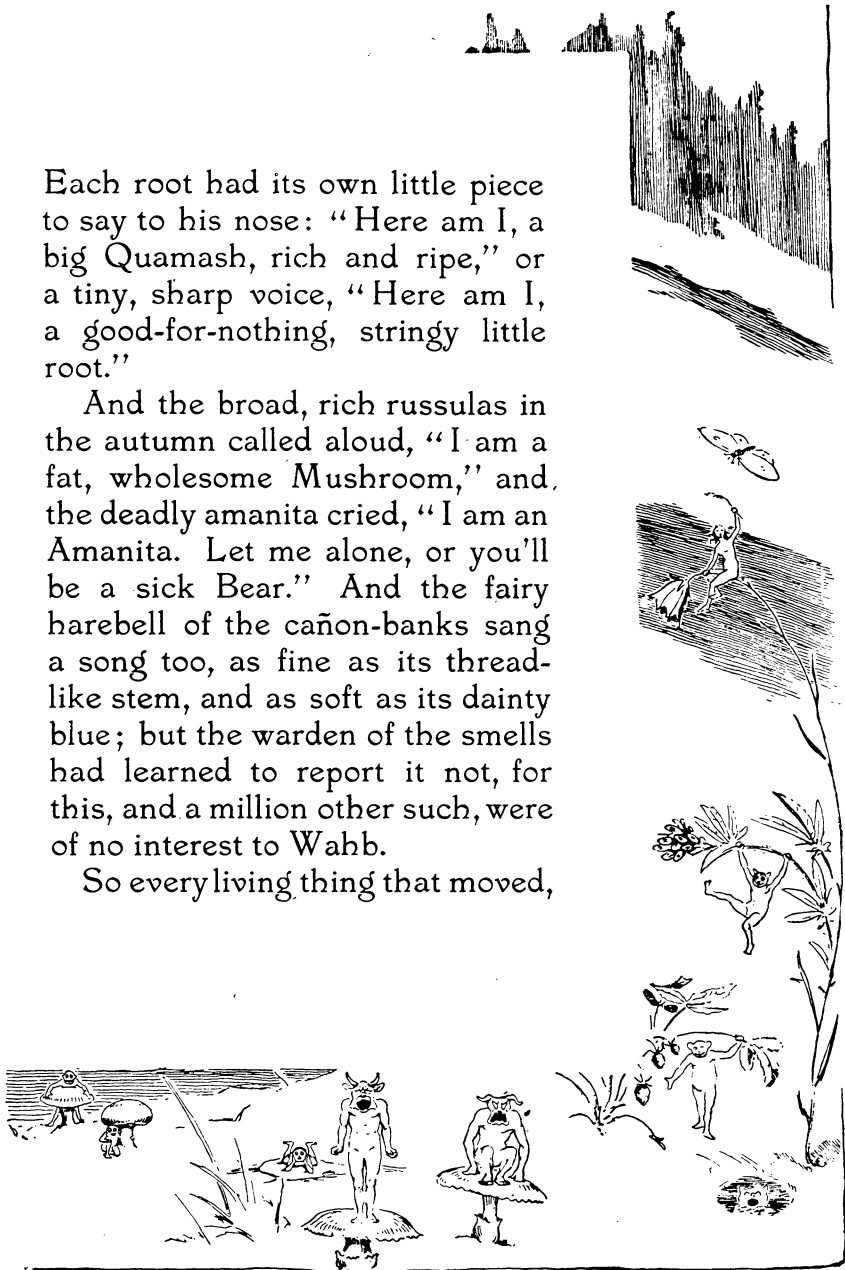 Each root had its own little piece
to say to his nose: “Here am I, a
big Quamash, rich and ripe,” or
a tiny, sharp voice, “Here am I,
a good-for-nothing, stringy little
root.”
And the broad, rich russulas in
the autumn called aloud, “I am a
fat, wholesome Mushroom,” and
the deadly amanita cried, “I am an
Amanita. Let me alone, or you'll
be a sick Bear.” And the fairy
harebell of the cañon-banks sang
a song too, as fine as its thread-
like stem, and as soft as its dainty
blue; but the warden of the smells
had learned to report it not, for
this, and a million other such, were
of no interest to Wahb.
So every living thing that moved,